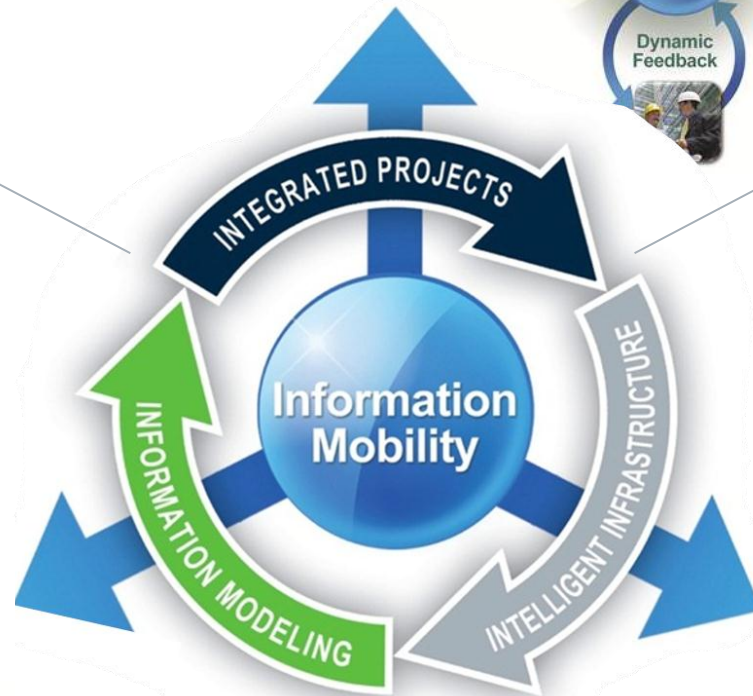 Dynamic
Feedback
INTEGRATED PROJECTS
Information
Mobility
INTELLIGENT INFRASTRUCTURE
INFORMATION MODELING